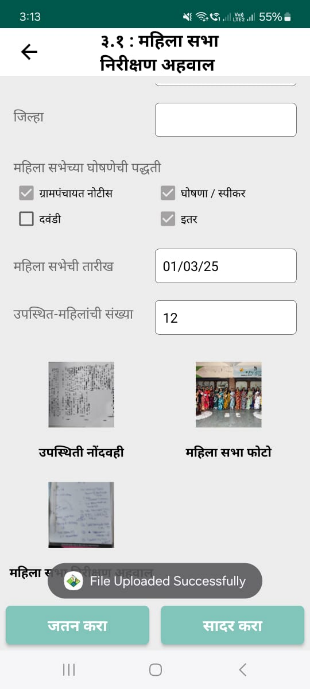 3:13
55%
३.१ : महिला सभा
निरीक्षण अहवाल
जिल्हा
महिला सभेच्या घोषणेची पद्धती
ग्रामपंचायत नोटीस
घोषणा / स्पीकर
दवंडी
इतर
महिला सभेची तारीख
01/03/25
उपस्थित-महिलांची संख्या
12
उपस्थिती नोंदवही
महिला सभा फोटो
महिला सभा निरीक्षण अहवाल
File Uploaded Successfully
जतन करा
सादर करा